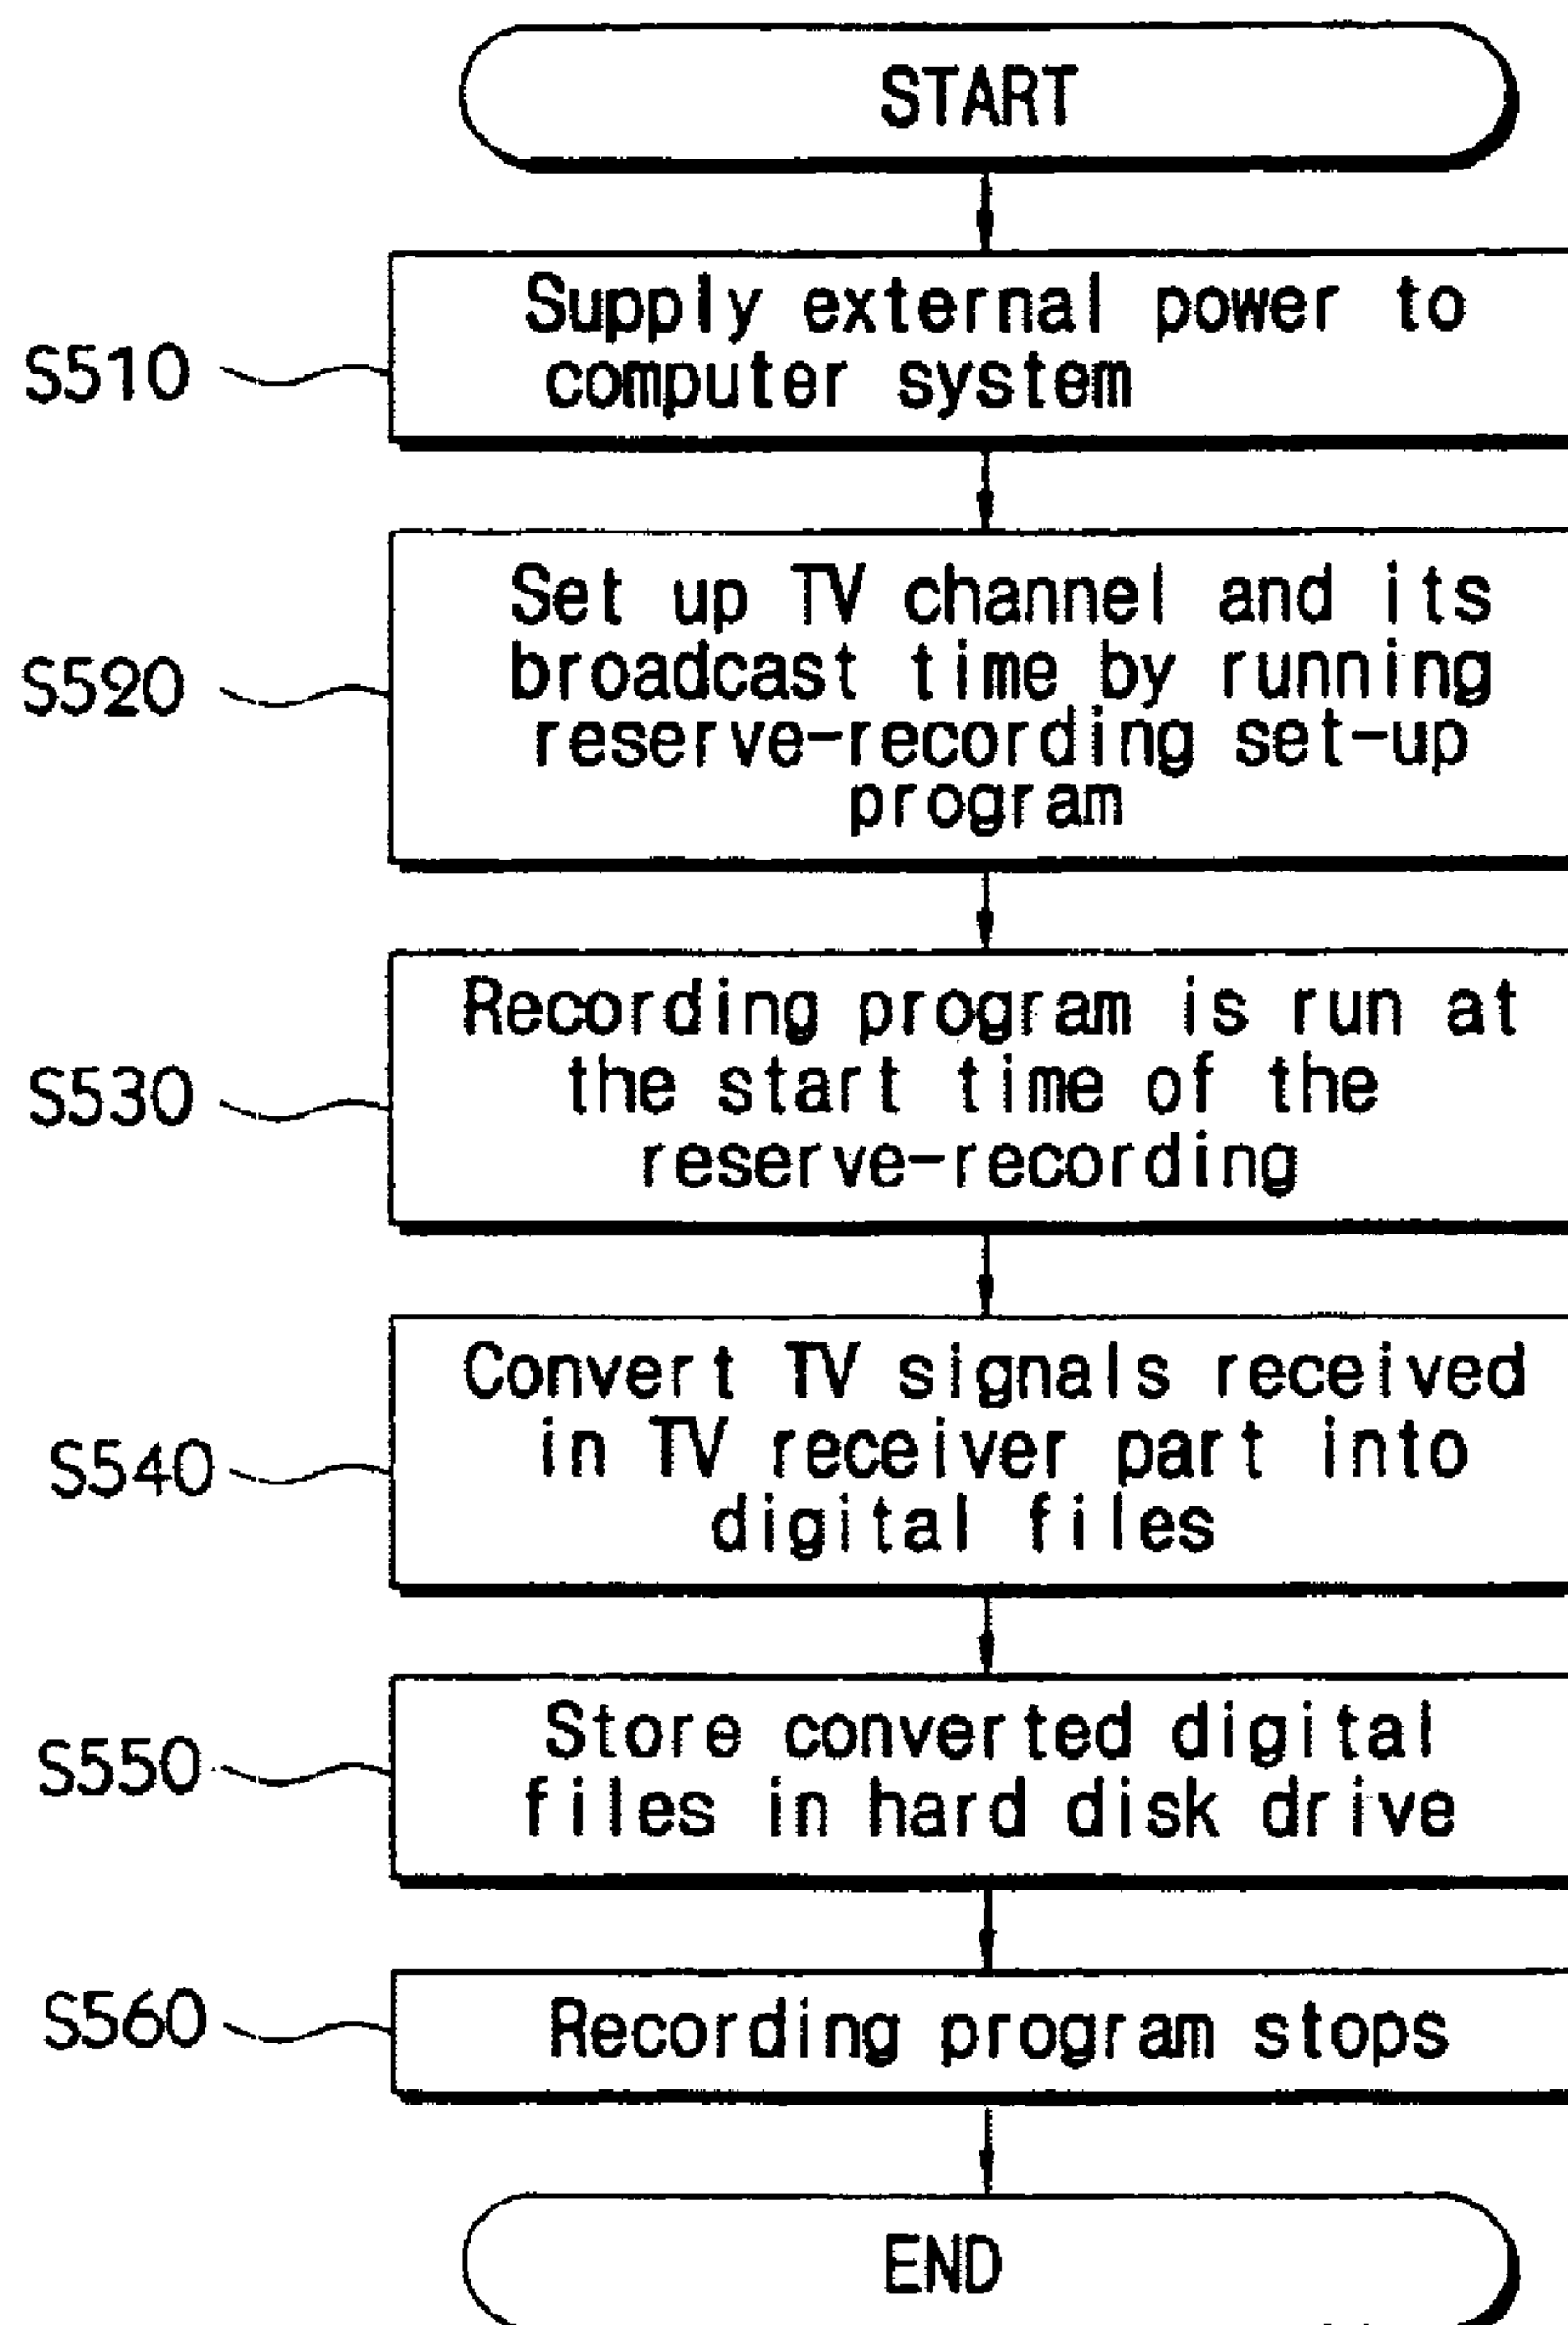 START
S510
Supply external power to
computer system
S520
Set up TV channel and its
broadcast time by running
reserve-recording set-up
program
S530
Recording program is run at
the start time of the
reserve-recording
S540
Convert TV signals received
in TV receiver part into
digital files
S550
Store converted digital
files in hard disk drive
S560
Recording program stops
END